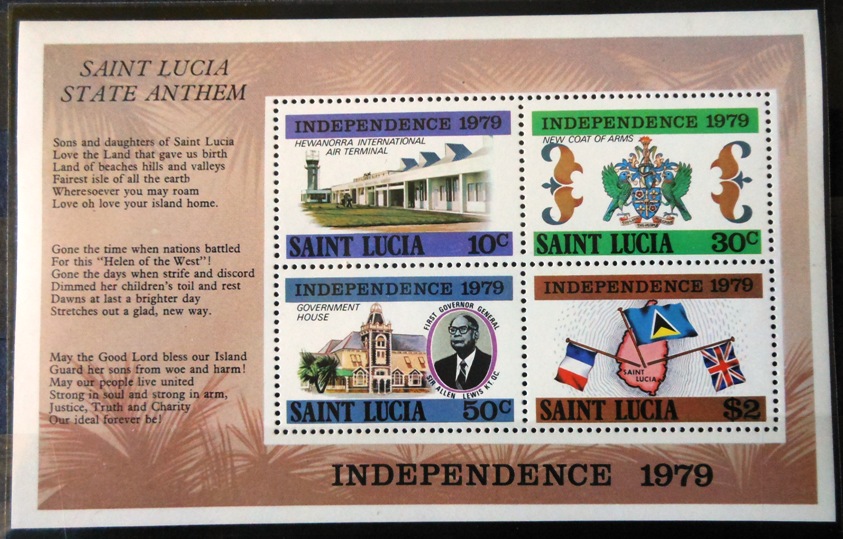 SAINT LUCIA
STATE ANTHEM
Sons and daughters of Saint Lucia
Love the Land that gave us birth
Land of beaches hills and valleys
Fairest isle of all the earth
Wheresoever you may roam
Love oh love your island home.
Gone the time when nations battled
For this "Helen of the West"!
Gone the days when strife and discord
Dimmed her children's toil and rest
Dawns at last a brighter day
Stretches out a glad, new way.
May the Good Lord bless our Island
Guard her sons from woe and harm!
May our people live united
Strong in soul and strong in arm,
Justice, Truth and Charity
Our ideal forever be!
INDEPENDENCE 1979
HEWANORRA INTERNATIONAL
AIR TERMINAL
SAINT LUCIA 10C
INDEPENDENCE 1979
NEW COAT OF ARMS
SAINT LUCIA 30C
INDEPENDENCE 1979
GOVERNMENT
HOUSE
FIRST GOVERNOR GENERAL
SIR ALLEN LEWIS KT QC
SAINT LUCIA 50C
INDEPENDENCE 1979
SAINT
LUCIA
SAINT LUCIA $2
INDEPENDENCE 1979